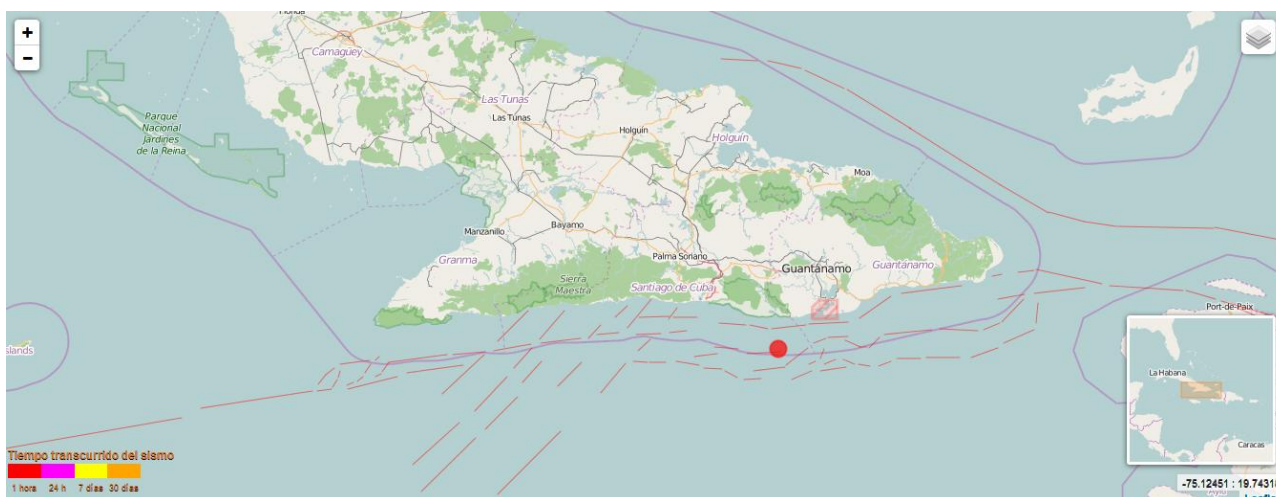 +
−
Camagüey
Parque
Nacional
Jardines
de la Reina
Las Tunas
Las Tunas
Holguín
Holguín
Moa
Manzanillo
Bayamo
Granma
Palma Soriano
Sierra
Maestra
Santiago de Cuba
Guantánamo
Guantánamo
Port-de-Paix
La Habana
Caracas
Tiempo transcurrido del sismo
1 hora 24 h 7 días 30 días
-75.12451 : 19.7431